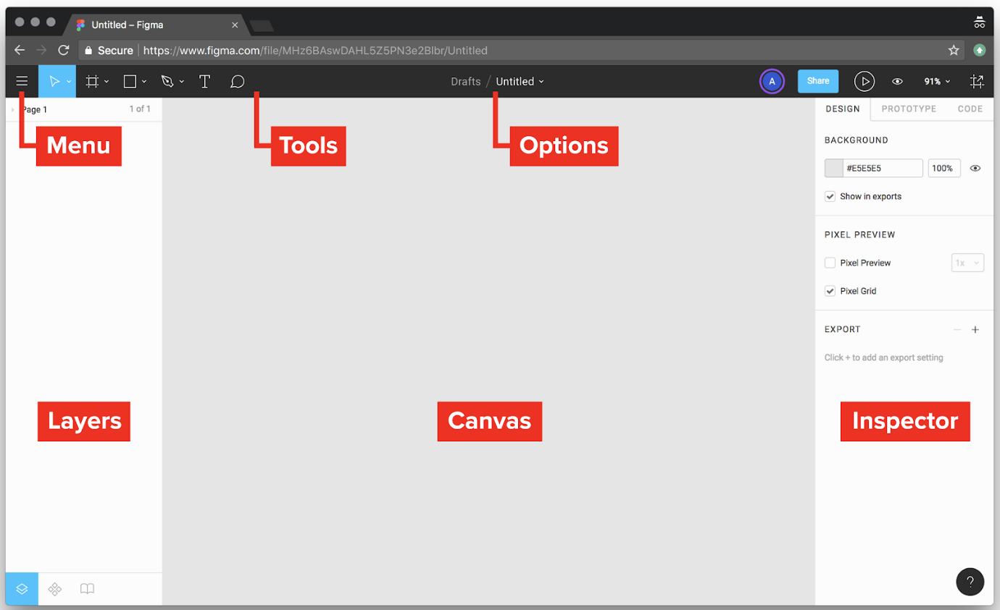 Untitled – Figma
Secure https://www.figma.com/file/MHz6BAswDAHL5Z5PN3e2Blbr/Untitled
Drafts / Untitled
A
Share
91%
Page 1
1 of 1
Menu
Tools
Options
DESIGN
PROTOTYPE
CODE
BACKGROUND
#E5E5E5
100%
Show in exports
PIXEL PREVIEW
Pixel Preview
1x
Pixel Grid
EXPORT
Click + to add an export setting
Layers
Canvas
Inspector
?